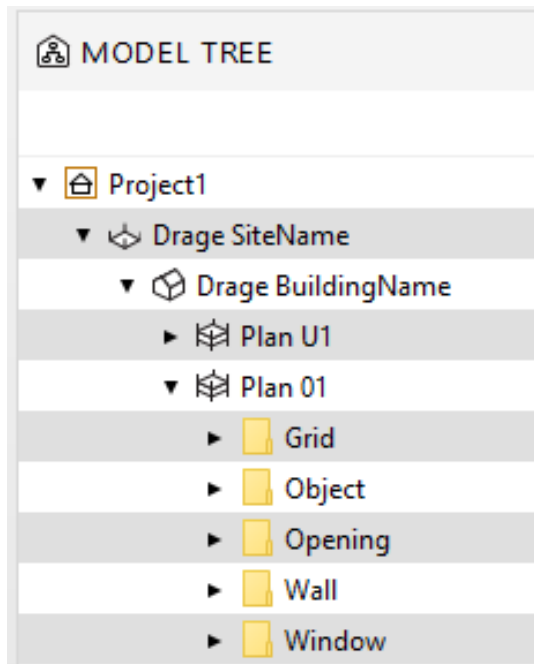 MODEL TREE
Project1
Drage SiteName
Drage BuildingName
Plan U1
Plan 01
Grid
Object
Opening
Wall
Window